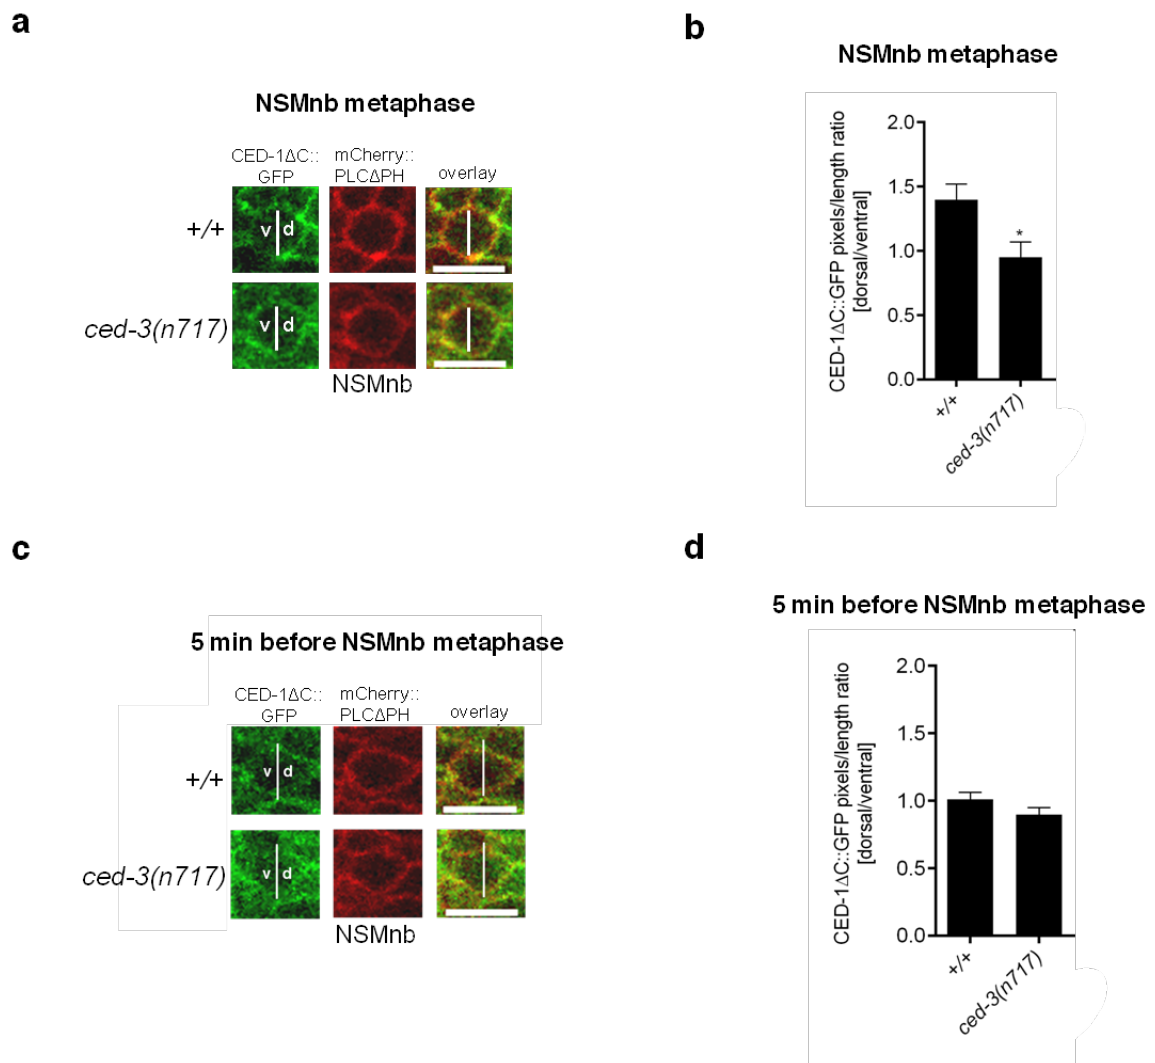 a
NSMnb metaphase
CED-1ΔC::
GFP
mCherry::
PLCΔPH
overlay
+/+
v d
ced-3(n717)
v d
NSMnb
b
NSMnb metaphase
CED-1ΔC::GFP pixels/length ratio
[dorsal/ventral]
2.0
1.5
1.0
0.5
0.0
*
+/+
ced-3(n717)
c
5 min before NSMnb metaphase
CED-1ΔC::
GFP
mCherry::
PLCΔPH
overlay
+/+
v d
ced-3(n717)
v d
NSMnb
d
5 min before NSMnb metaphase
CED-1ΔC::GFP pixels/length ratio
[dorsal/ventral]
2.0
1.5
1.0
0.5
0.0
+/+
ced-3(n717)